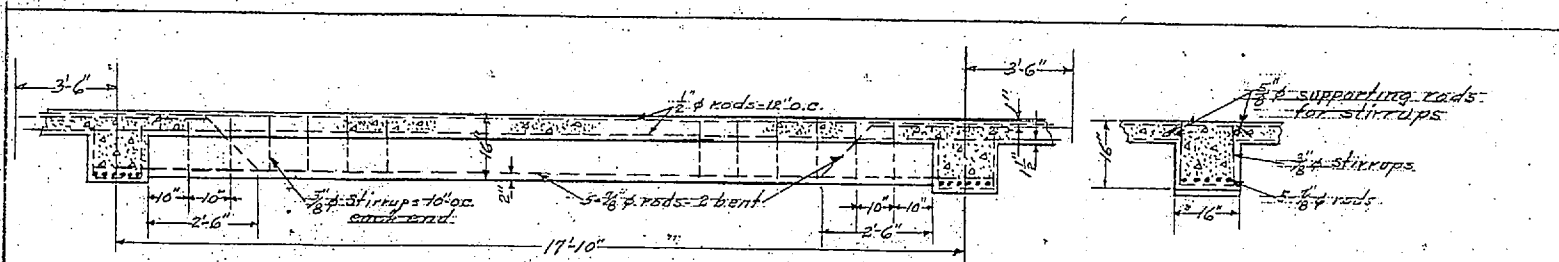 3'-6"
3'-6"
1/2" φ rods-12" o.c.
1"
16"
1 1/2"
2"
10"
10"
2'-6"
3/8" φ stirrups-10" o.c.
each end
5-7/8" φ rods-2 bent
10"
10"
2'-6"
17'-10"
5/8" φ supporting rods
for stirrups
16"
3/8" φ stirrups
5-7/8" φ rods
16"